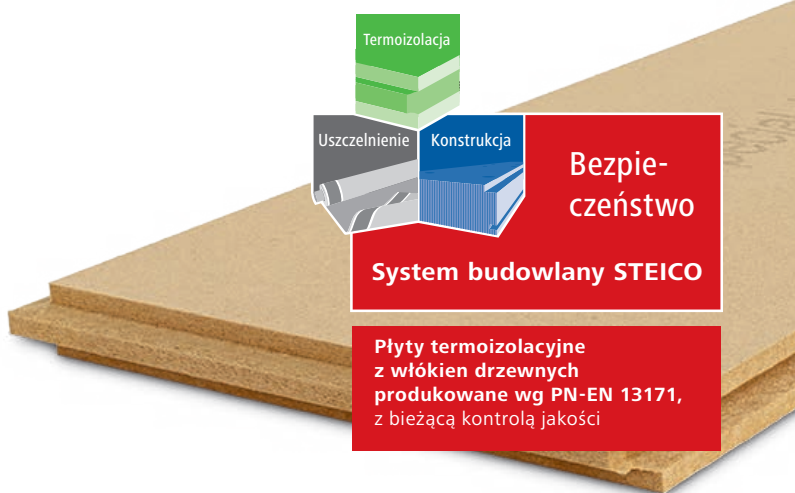 Termoizolacja
Uszczelnienie
Konstrukcja
Bezpie-
czeństwo
System budowlany STEICO
Płyty termoizolacyjne
z włókien drzewnych
produkowane wg PN-EN 13171,
z bieżącą kontrolą jakości